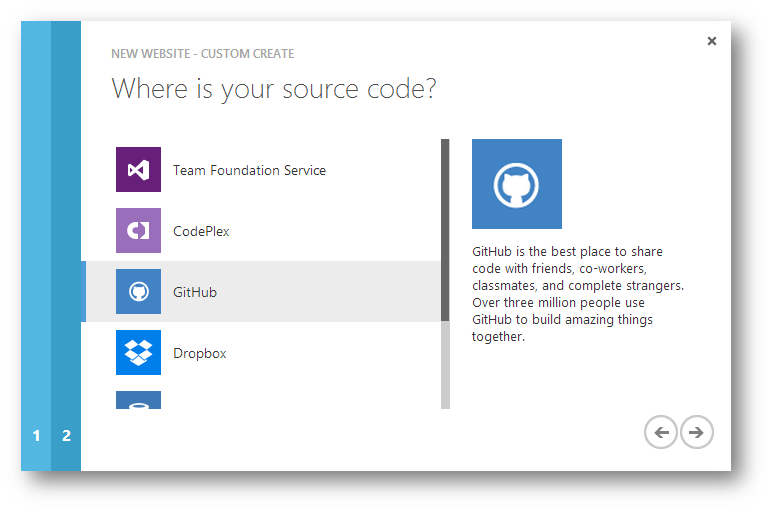 NEW WEBSITE - CUSTOM CREATE
Where is your source code?
Team Foundation Service
CodePlex
GitHub
Dropbox
GitHub is the best place to share
code with friends, co-workers,
classmates, and complete strangers.
Over three million people use
GitHub to build amazing things
together.
1 2